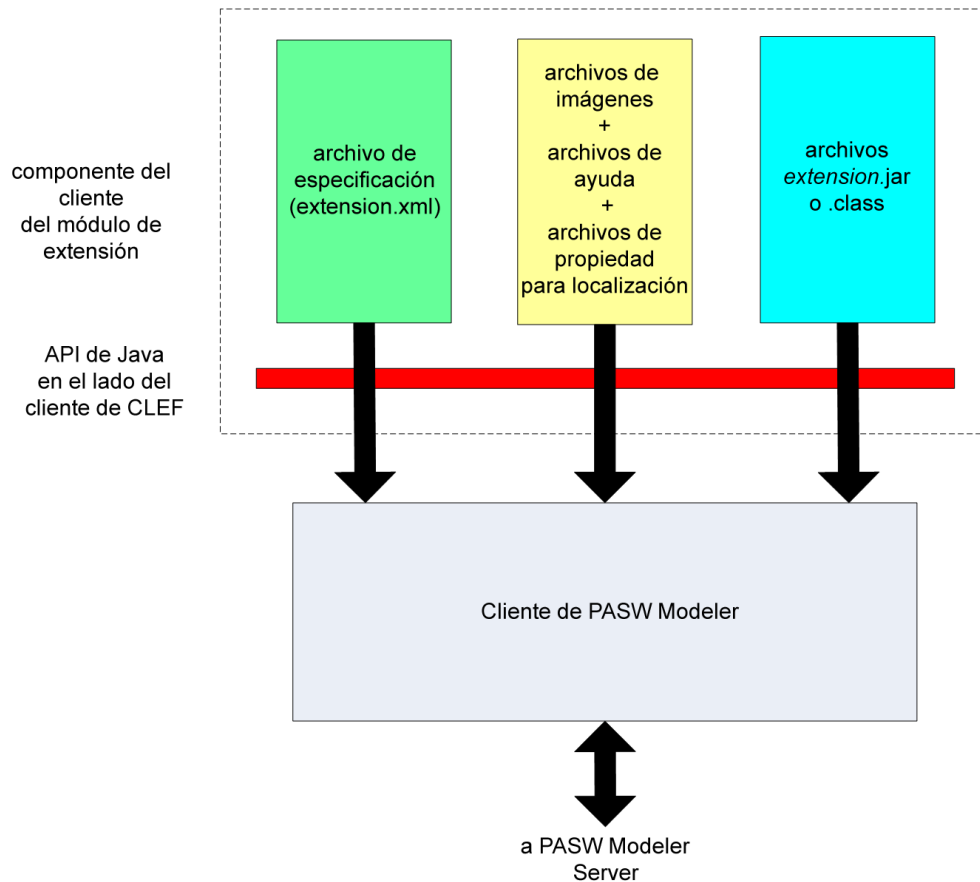 archivo de
especificación
(extension.xml)
archivos de
imágenes
+
archivos de
ayuda
+
archivos de
propiedad
para localización
archivos
extension.jar
o .class
componente del
cliente
del módulo de
extensión
API de Java
en el lado del
cliente de CLEF
Cliente de PASW Modeler
a PASW Modeler
Server